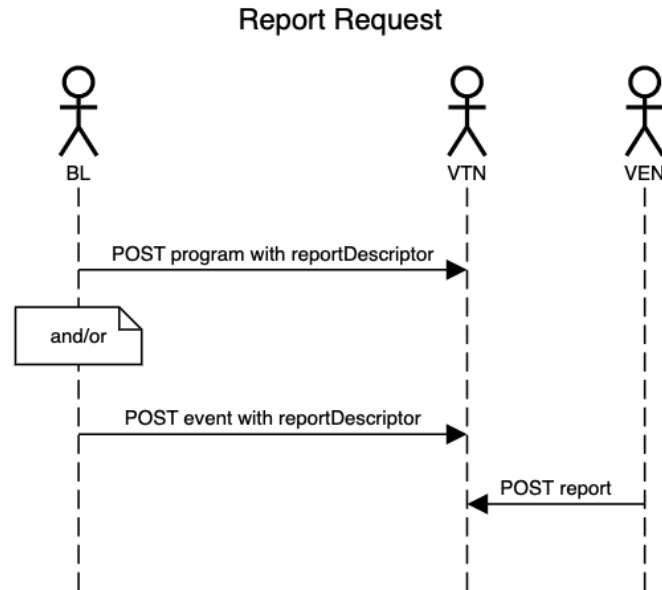 Report Request
BL
VTN
VEN
POST program with reportDescriptor
and/or
POST event with reportDescriptor
POST report